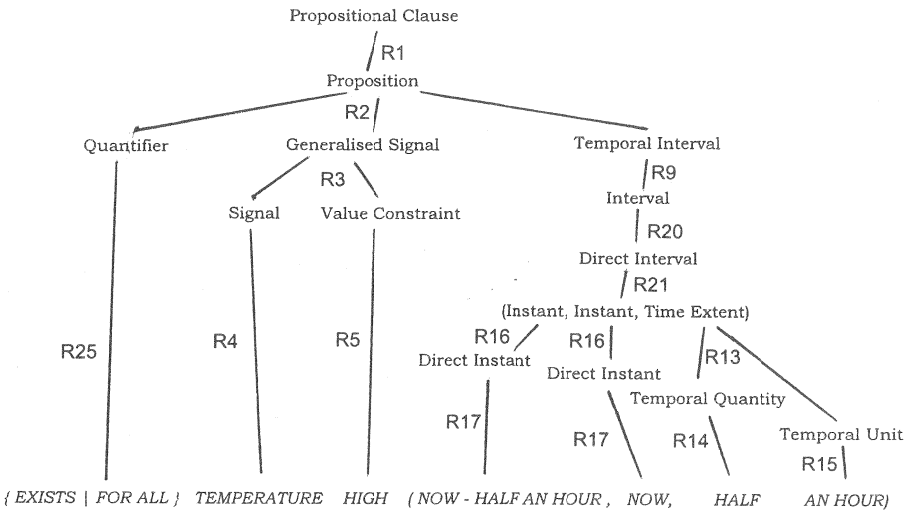 Propositional Clause
R1
Proposition
R2
Quantifier Generalised Signal Temporal Interval
R3 R9
Signal Value Constraint Interval
R20
Direct Interval
R21
(Instant, Instant, Time Extent)
R25 R4 R5 R16 R16 R13
Direct Instant Direct Instant
Temporal Quantity
R17 R17 R14 Temporal Unit
R15
{ EXISTS | FOR ALL } TEMPERATURE HIGH ( NOW - HALF AN HOUR , NOW, HALF AN HOUR)